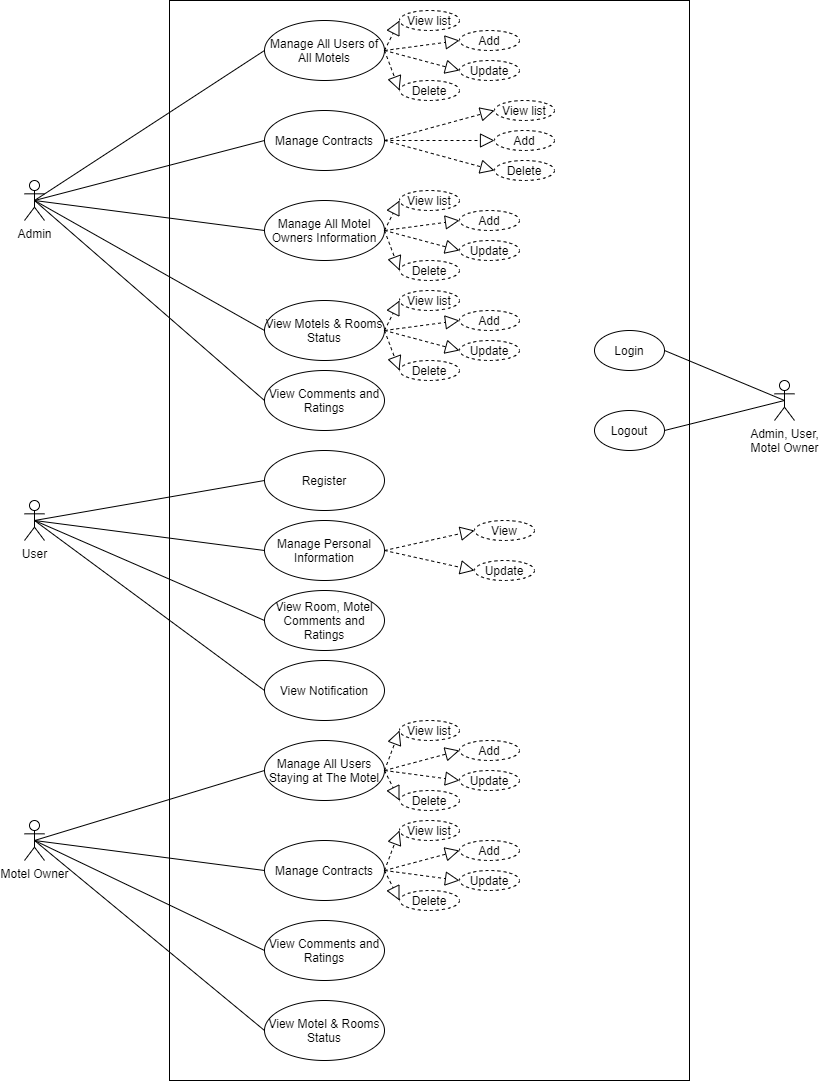 Manage All Users of
All Motels
View list
Add
Update
Delete
Manage Contracts
View list
Add
Delete
Admin
Manage All Motel
Owners Information
View list
Add
Update
Delete
View Motels & Rooms
Status
View list
Add
Update
Delete
View Comments and
Ratings
Login
Logout
Admin, User,
Motel Owner
User
Register
Manage Personal
Information
View
Update
View Room, Motel
Comments and
Ratings
View Notification
Motel Owner
Manage All Users
Staying at The Motel
View list
Add
Update
Delete
Manage Contracts
View list
Add
Update
Delete
View Comments and
Ratings
View Motel & Rooms
Status